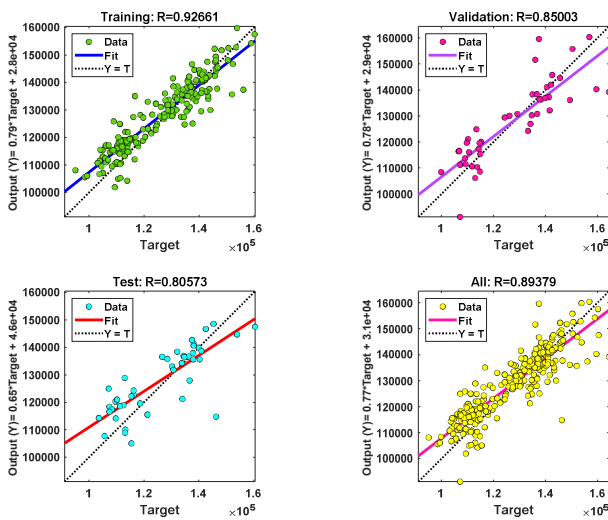 Training: R=0.92661
Output (Y)= 0.79*Target + 2.8e+04
160000
150000
140000
130000
120000
110000
100000
Data
Fit
Y = T
1
1.2
1.4
1.6
Target
×10^5
Validation: R=0.85003
Output (Y)= 0.78*Target + 2.9e+04
160000
150000
140000
130000
120000
110000
100000
Data
Fit
Y = T
1
1.2
1.4
1.6
Target
×10^5
Test: R=0.80573
Output (Y)= 0.65*Target + 4.6e+04
160000
150000
140000
130000
120000
110000
100000
Data
Fit
Y = T
1
1.2
1.4
1.6
Target
×10^5
All: R=0.89379
Output (Y)= 0.77*Target + 3.1e+04
160000
150000
140000
130000
120000
110000
100000
Data
Fit
Y = T
1
1.2
1.4
1.6
Target
×10^5